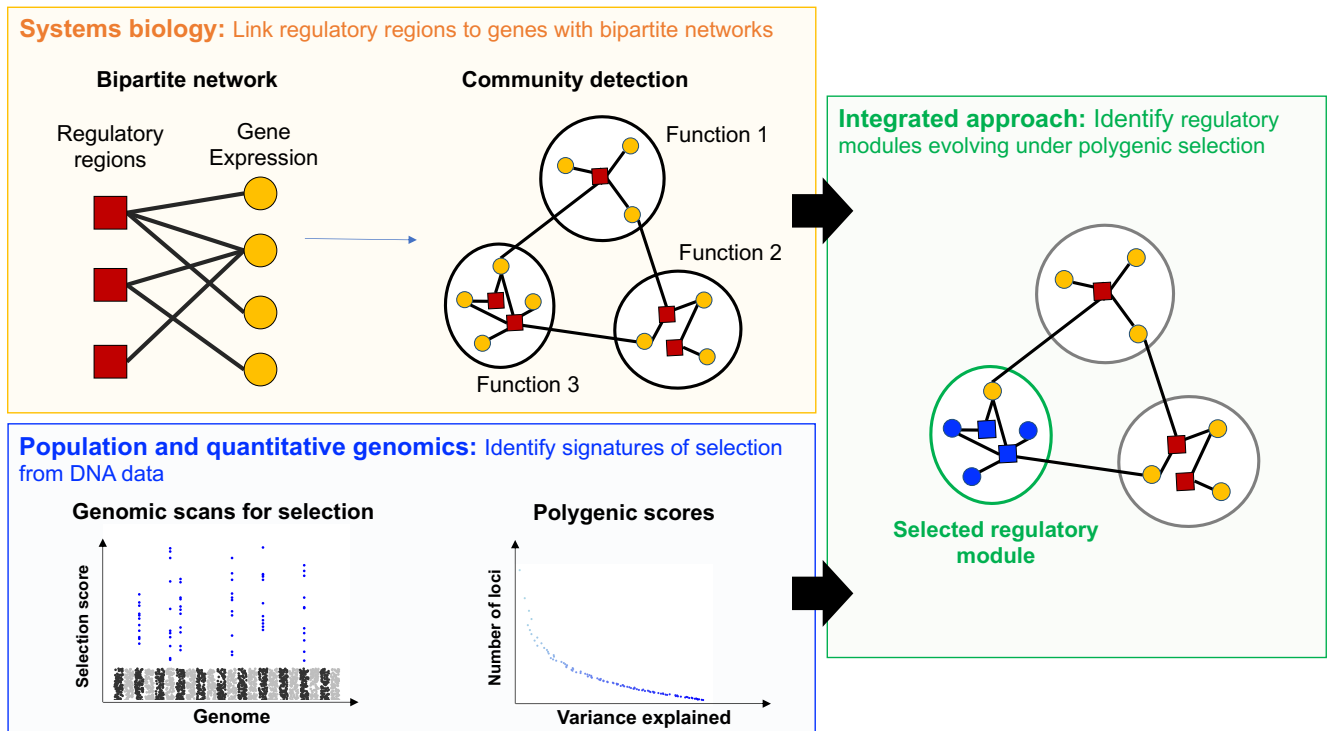 Systems biology: Link regulatory regions to genes with bipartite networks
Bipartite network
Community detection
Regulatory
regions
Gene
Expression
Function 1
Function 2
Function 3
Population and quantitative genomics: Identify signatures of selection
from DNA data
Genomic scans for selection
Selection score
Genome
Polygenic scores
Number of loci
Variance explained
Integrated approach: Identify regulatory
modules evolving under polygenic selection
Selected regulatory
module